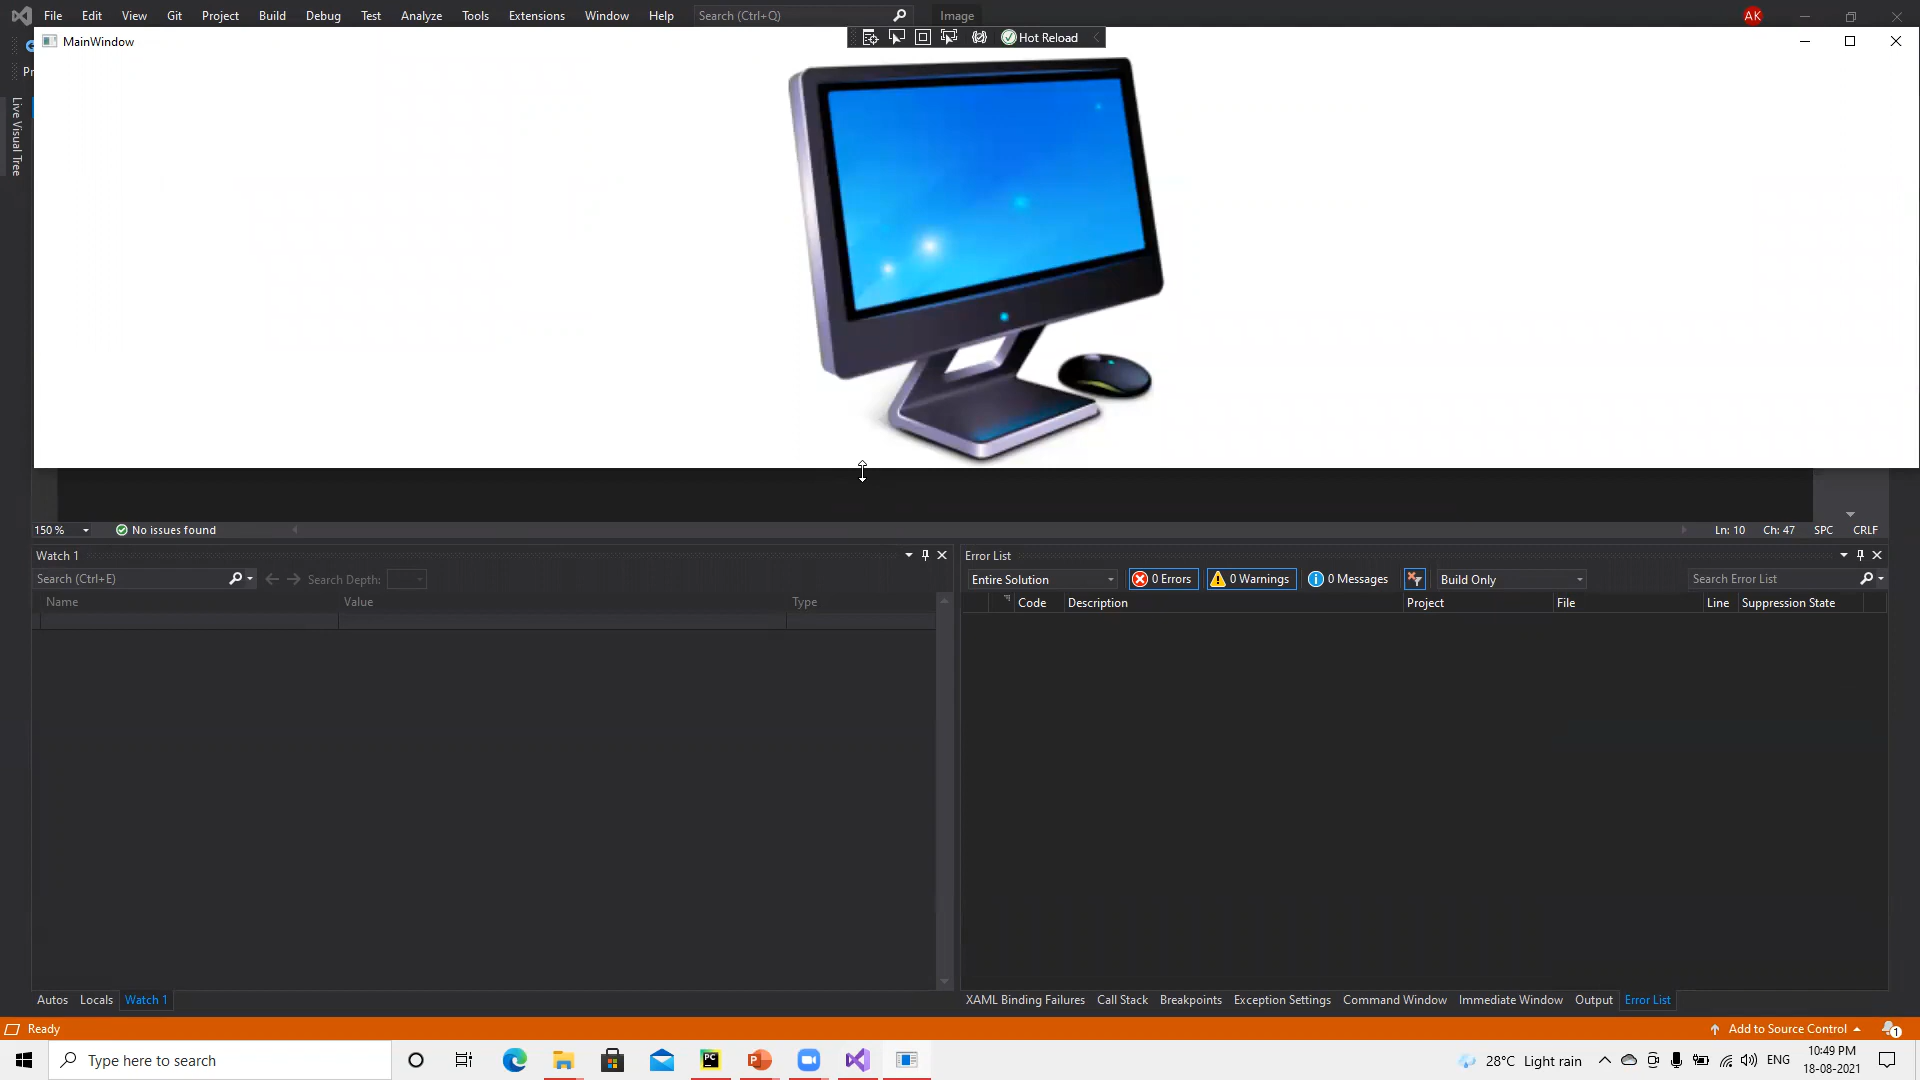 File Edit View Git Project Build Debug Test Analyze Tools Extensions Window Help Search (Ctrl+Q) Image AK
MainWindow
Hot Reload
Live Visual Tree
150 % No issues found Ln: 10 Ch: 47 SPC CRLF
Watch 1
Search (Ctrl+E) Search Depth:
Name Value Type
Error List
Entire Solution 0 Errors 0 Warnings 0 Messages Build Only Search Error List
Code Description Project File Line Suppression State
Autos Locals Watch 1
XAML Binding Failures Call Stack Breakpoints Exception Settings Command Window Immediate Window Output Error List
Ready Add to Source Control 1
Type here to search PC 28°C Light rain ENG
10:49 PM
18-08-2021